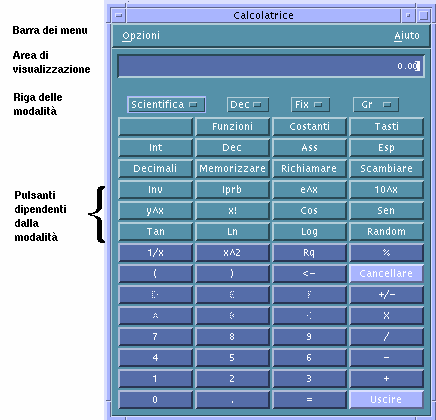 Calcolatrice
Barra dei menu
Opzioni Aiuto
Area di
visualizzazione
0.00
Riga delle
modalità
Scientifica Dec Fix Gr
Funzioni Costanti Tasti
Int Dec Ass Esp
Decimali Memorizzare Richiamare Scambiare
Pulsanti
dipendenti
dalla
modalità
Inv Iprb e^x 10^x
y^x x! Cos Sen
Tan Ln Log Random
1/x x^2 Rq %
( ) <- Cancellare
+/-
X
7 8 9 /
4 5 6 -
1 2 3 +
0 . = Uscire